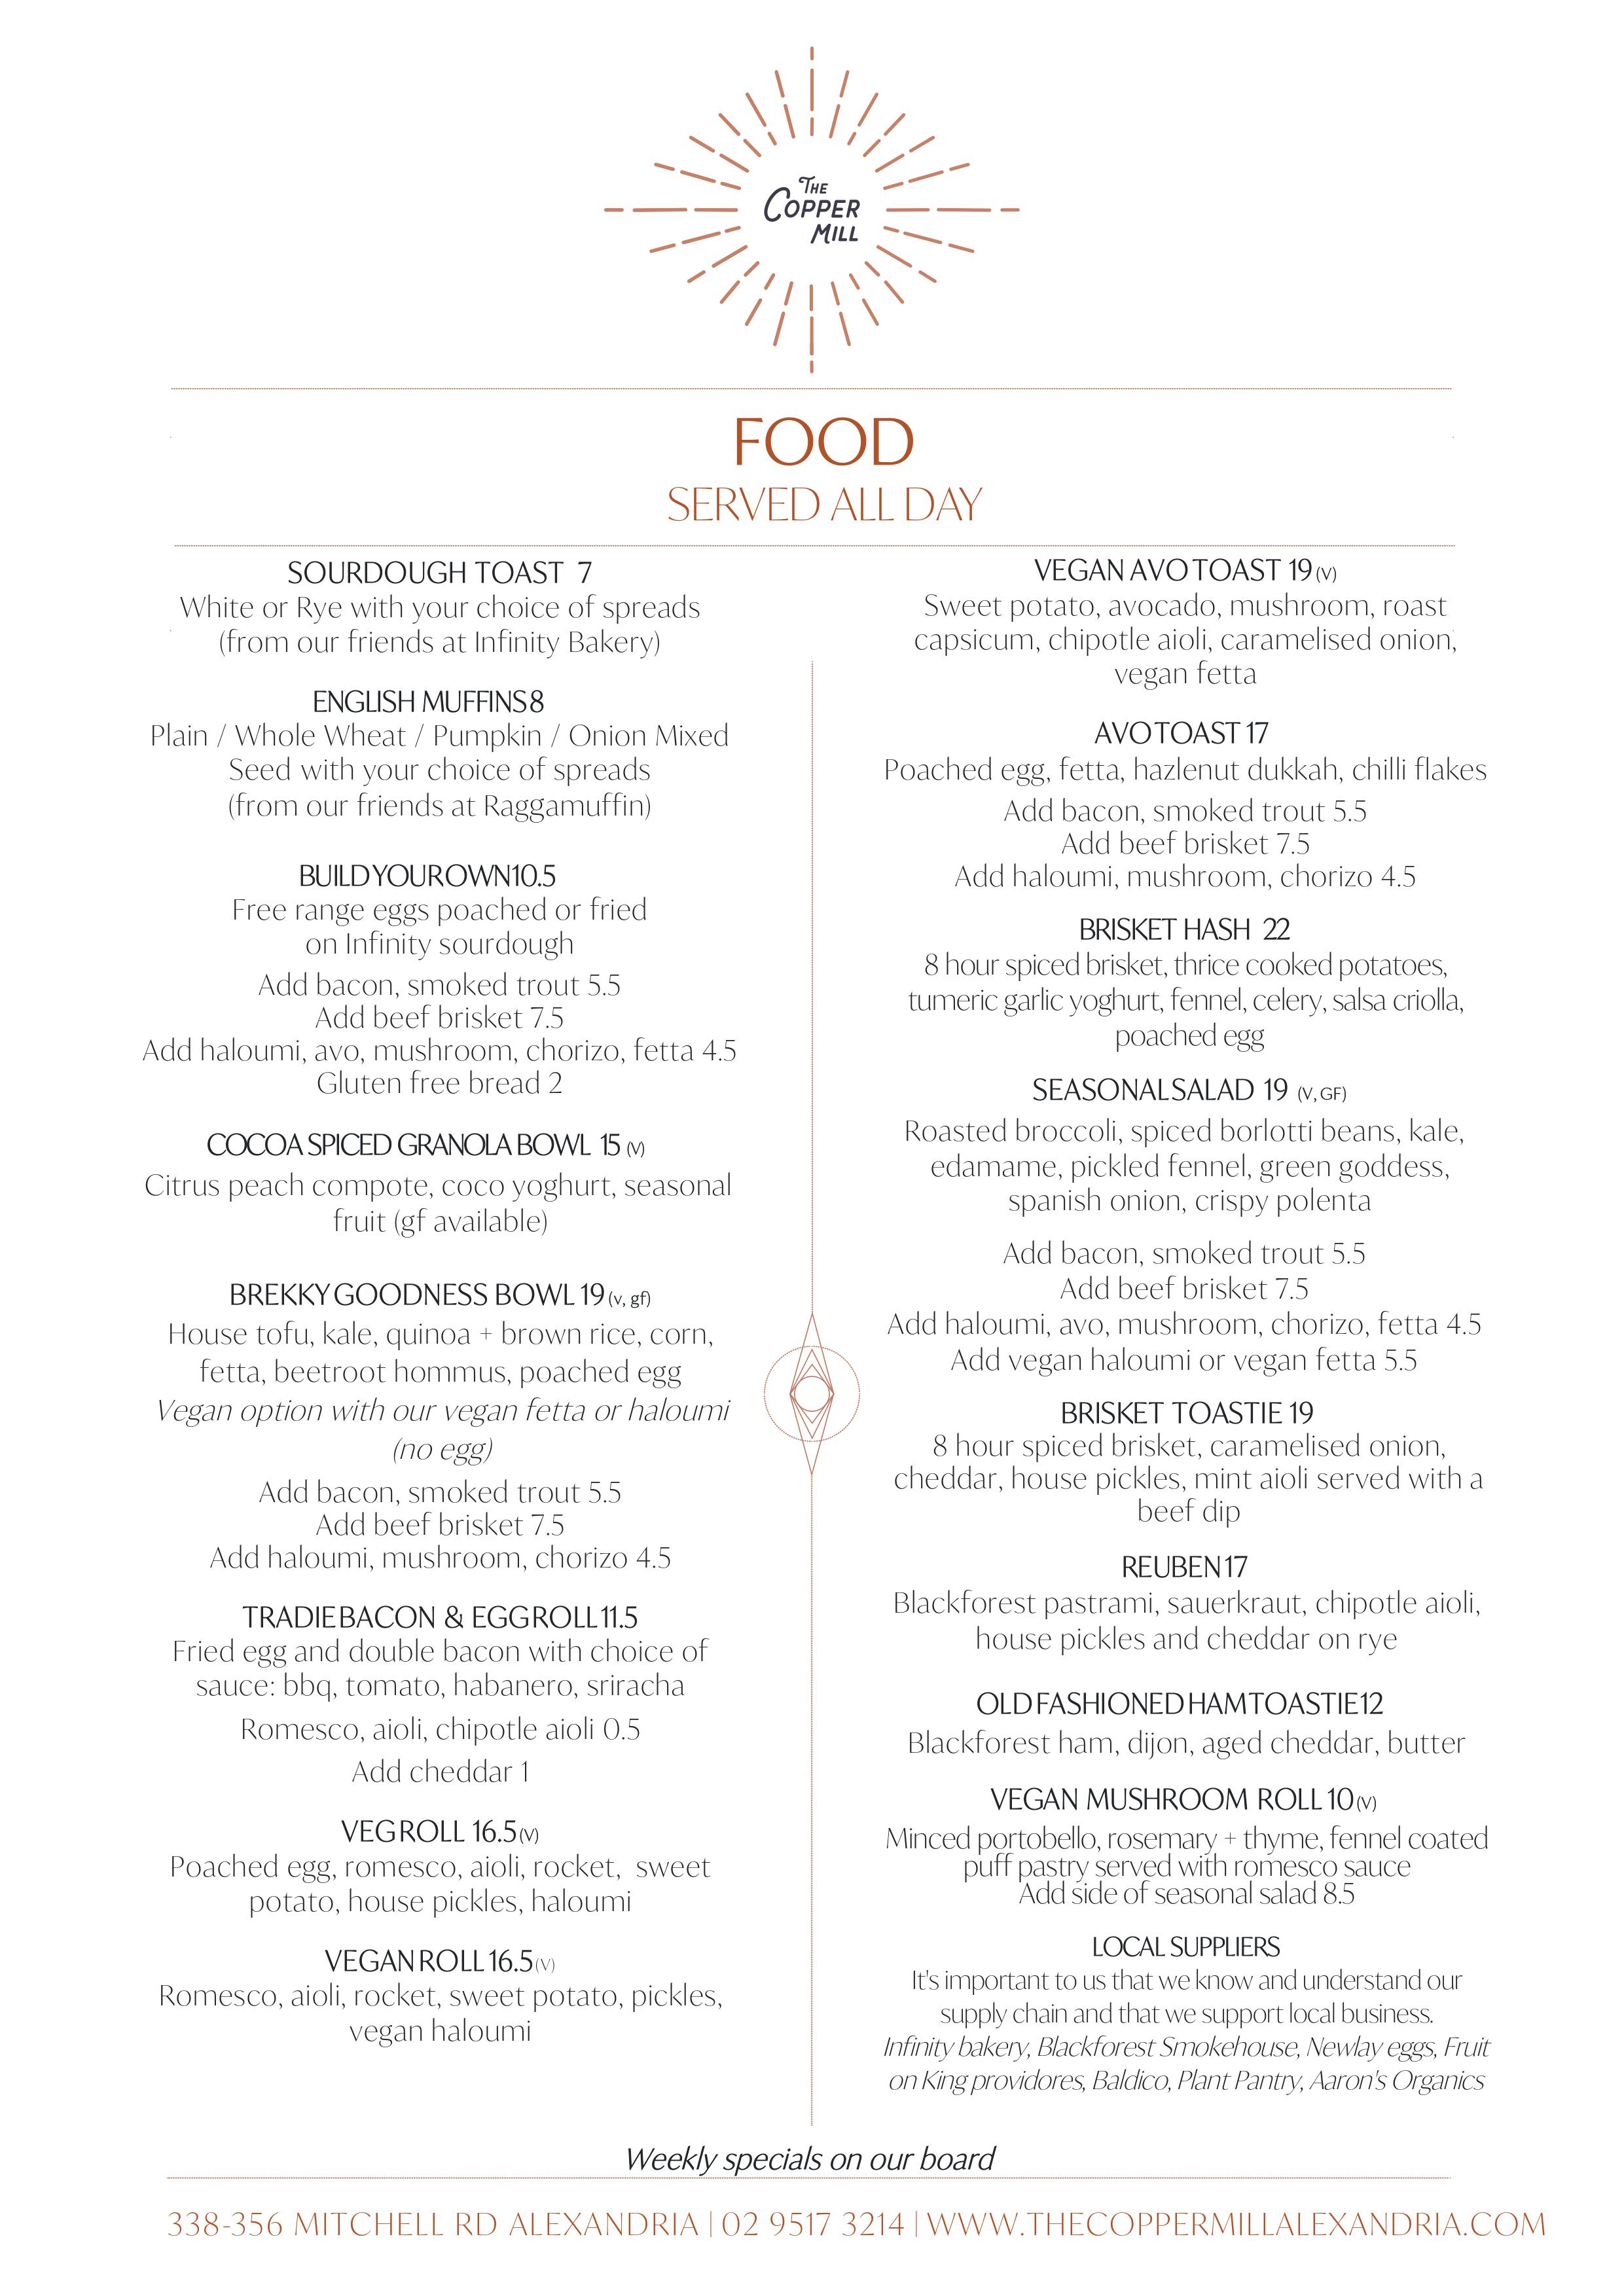 THE
COPPER
MILL
FOOD
SERVED ALL DAY
SOURDOUGH TOAST 7
White or Rye with your choice of spreads
(from our friends at Infinity Bakery)
ENGLISH MUFFINS 8
Plain / Whole Wheat / Pumpkin / Onion Mixed
Seed with your choice of spreads
(from our friends at Raggamuffin)
BUILD YOUR OWN 10.5
Free range eggs poached or fried
on Infinity sourdough
Add bacon, smoked trout 5.5
Add beef brisket 7.5
Add haloumi, avo, mushroom, chorizo, fetta 4.5
Gluten free bread 2
COCOA SPICED GRANOLA BOWL 15 (V)
Citrus peach compote, coco yoghurt, seasonal
fruit (gf available)
BREKKY GOODNESS BOWL 19 (v, gf)
House tofu, kale, quinoa + brown rice, corn,
fetta, beetroot hommus, poached egg
Vegan option with our vegan fetta or haloumi
(no egg)
Add bacon, smoked trout 5.5
Add beef brisket 7.5
Add haloumi, mushroom, chorizo 4.5
TRADIE BACON & EGG ROLL 11.5
Fried egg and double bacon with choice of
sauce: bbq, tomato, habanero, sriracha
Romesco, aioli, chipotle aioli 0.5
Add cheddar 1
VEG ROLL 16.5 (V)
Poached egg, romesco, aioli, rocket, sweet
potato, house pickles, haloumi
VEGAN ROLL 16.5 (V)
Romesco, aioli, rocket, sweet potato, pickles,
vegan haloumi
VEGAN AVO TOAST 19 (V)
Sweet potato, avocado, mushroom, roast
capsicum, chipotle aioli, caramelised onion,
vegan fetta
AVO TOAST 17
Poached egg, fetta, hazlenut dukkah, chilli flakes
Add bacon, smoked trout 5.5
Add beef brisket 7.5
Add haloumi, mushroom, chorizo 4.5
BRISKET HASH 22
8 hour spiced brisket, thrice cooked potatoes,
tumeric garlic yoghurt, fennel, celery, salsa criolla,
poached egg
SEASONAL SALAD 19 (V, GF)
Roasted broccoli, spiced borlotti beans, kale,
edamame, pickled fennel, green goddess,
spanish onion, crispy polenta
Add bacon, smoked trout 5.5
Add beef brisket 7.5
Add haloumi, avo, mushroom, chorizo, fetta 4.5
Add vegan haloumi or vegan fetta 5.5
BRISKET TOASTIE 19
8 hour spiced brisket, caramelised onion,
cheddar, house pickles, mint aioli served with a
beef dip
REUBEN 17
Blackforest pastrami, sauerkraut, chipotle aioli,
house pickles and cheddar on rye
OLD FASHIONED HAM TOASTIE 12
Blackforest ham, dijon, aged cheddar, butter
VEGAN MUSHROOM ROLL 10 (V)
Minced portobello, rosemary + thyme, fennel coated
puff pastry served with romesco sauce
Add side of seasonal salad 8.5
LOCAL SUPPLIERS
It's important to us that we know and understand our
supply chain and that we support local business.
Infinity bakery, Blackforest Smokehouse, Newlay eggs, Fruit
on King providores, Baldico, Plant Pantry, Aaron's Organics
Weekly specials on our board
338-356 MITCHELL RD ALEXANDRIA | 02 9517 3214 | WWW.THECOPPERMILLALEXANDRIA.COM